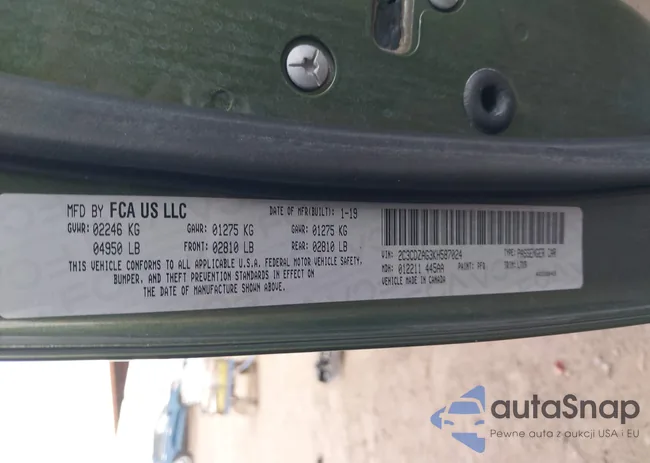 MFD BY FCA US LLC DATE OF MFR(BUILT): 1-19
GVWR: 02246 KG GAWR: 01275 KG GAWR: 01275 KG
04950 LB FRONT: 02810 LB REAR: 02810 LB
THIS VEHICLE CONFORMS TO ALL APPLICABLE U.S.A. FEDERAL MOTOR VEHICLE SAFETY,
BUMPER, AND THEFT PREVENTION STANDARDS IN EFFECT ON
THE DATE OF MANUFACTURE SHOWN ABOVE.
VIN: 2C3CDZAG3KH587024 TYPE: PASSENGER CAR
MDH: 012211 445AA PAINT: PFQ TRIM:
VEHICLE MADE IN CANADA
autaSnap
Pewne auta z aukcji USA i EU